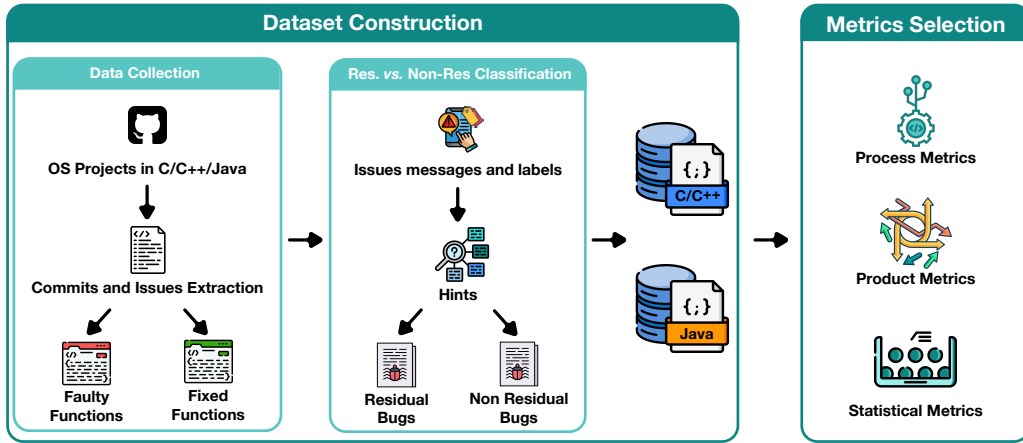 Dataset Construction
Metrics Selection
Data Collection
Res. vs. Non-Res Classification
OS Projects in C/C++/Java
</>
Commits and Issues Extraction
</>
Faulty
Functions
</>
Fixed
Functions
Issues messages and labels
?
Hints
Residual
Bugs
Non Residual
Bugs
{;}
C/C++
{;}
Java
</>
Process Metrics
Product Metrics
Statistical Metrics